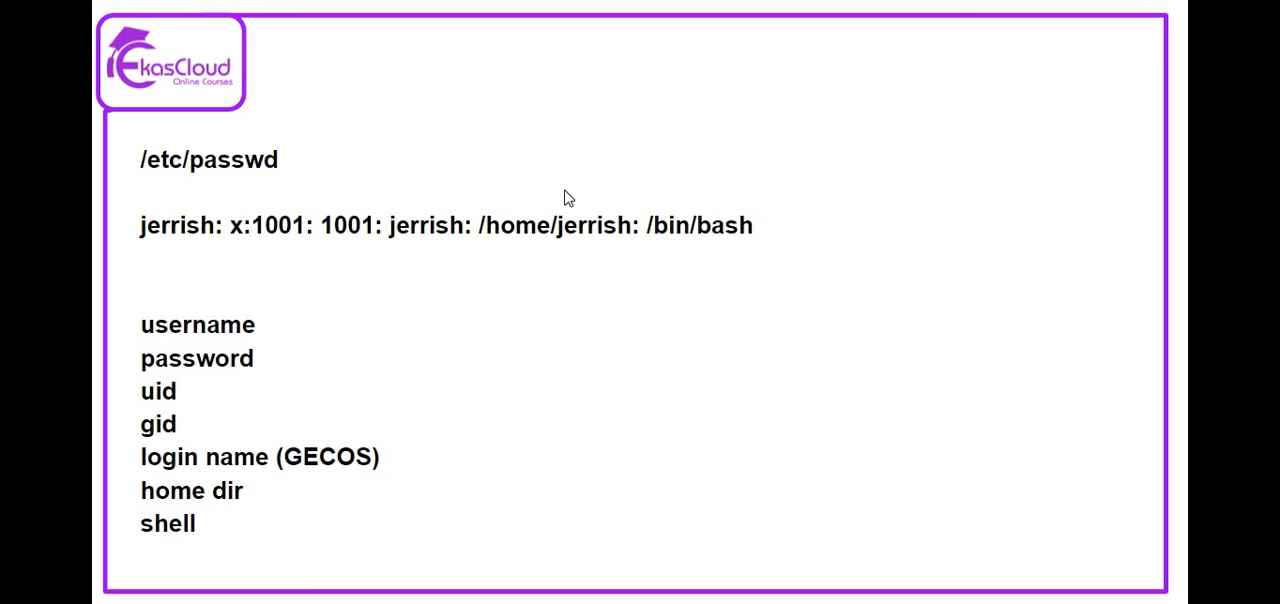 EkasCloud
Online Courses
/etc/passwd
jerrish: x:1001: 1001: jerrish: /home/jerrish: /bin/bash
username
password
uid
gid
login name (GECOS)
home dir
shell